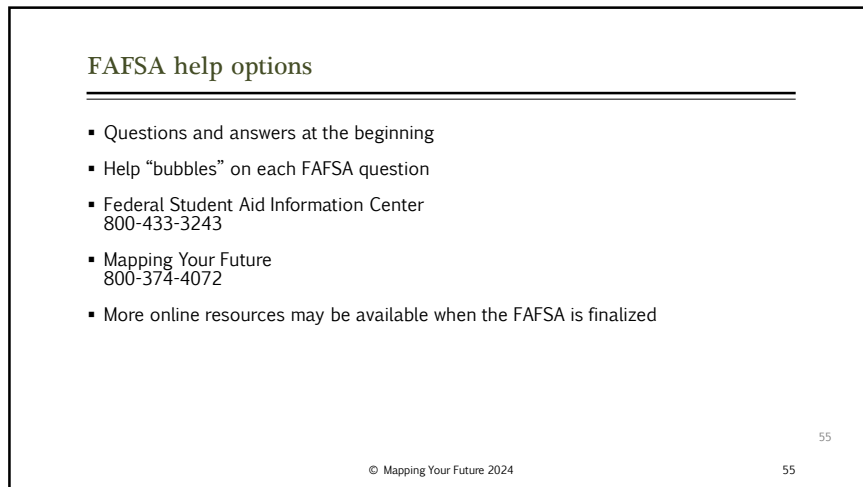 FAFSA help options
▪ Questions and answers at the beginning
▪ Help “bubbles” on each FAFSA question
▪ Federal Student Aid Information Center
800-433-3243
▪ Mapping Your Future
800-374-4072
▪ More online resources may be available when the FAFSA is finalized
55
© Mapping Your Future 2024 55